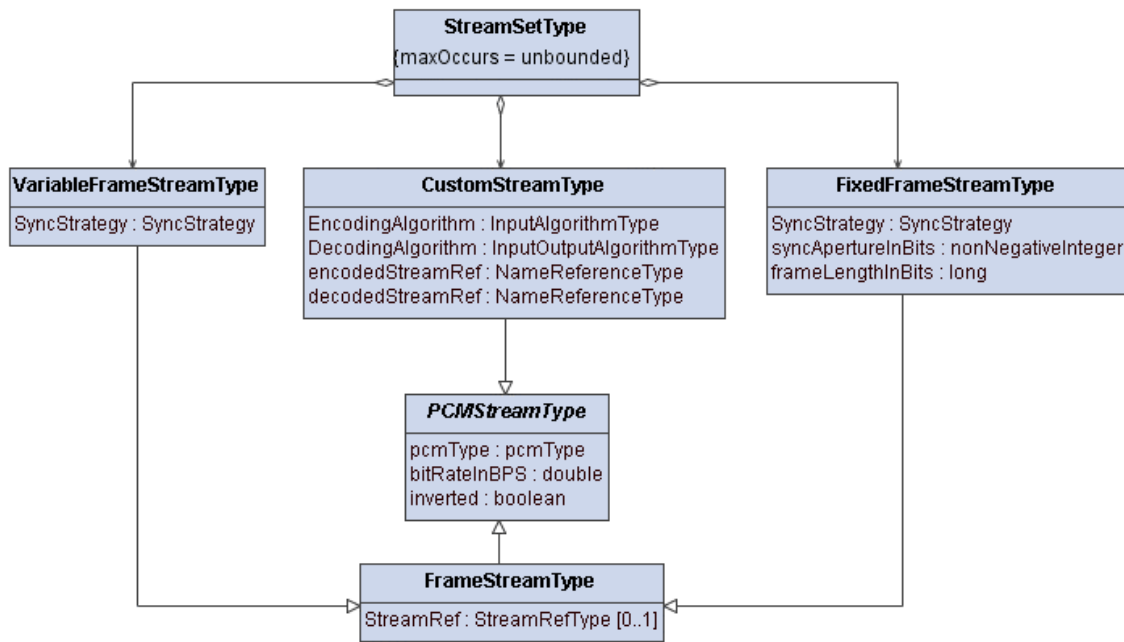 StreamSetType
{maxOccurs = unbounded}
VariableFrameStreamType
SyncStrategy : SyncStrategy
CustomStreamType
EncodingAlgorithm : InputAlgorithmType
DecodingAlgorithm : InputOutputAlgorithmType
encodedStreamRef : NameReferenceType
decodedStreamRef : NameReferenceType
FixedFrameStreamType
SyncStrategy : SyncStrategy
syncApertureInBits : nonNegativeInteger
frameLengthInBits : long
PCMStreamType
pcmType : pcmType
bitRateInBPS : double
inverted : boolean
FrameStreamType
StreamRef : StreamRefType [0..1]